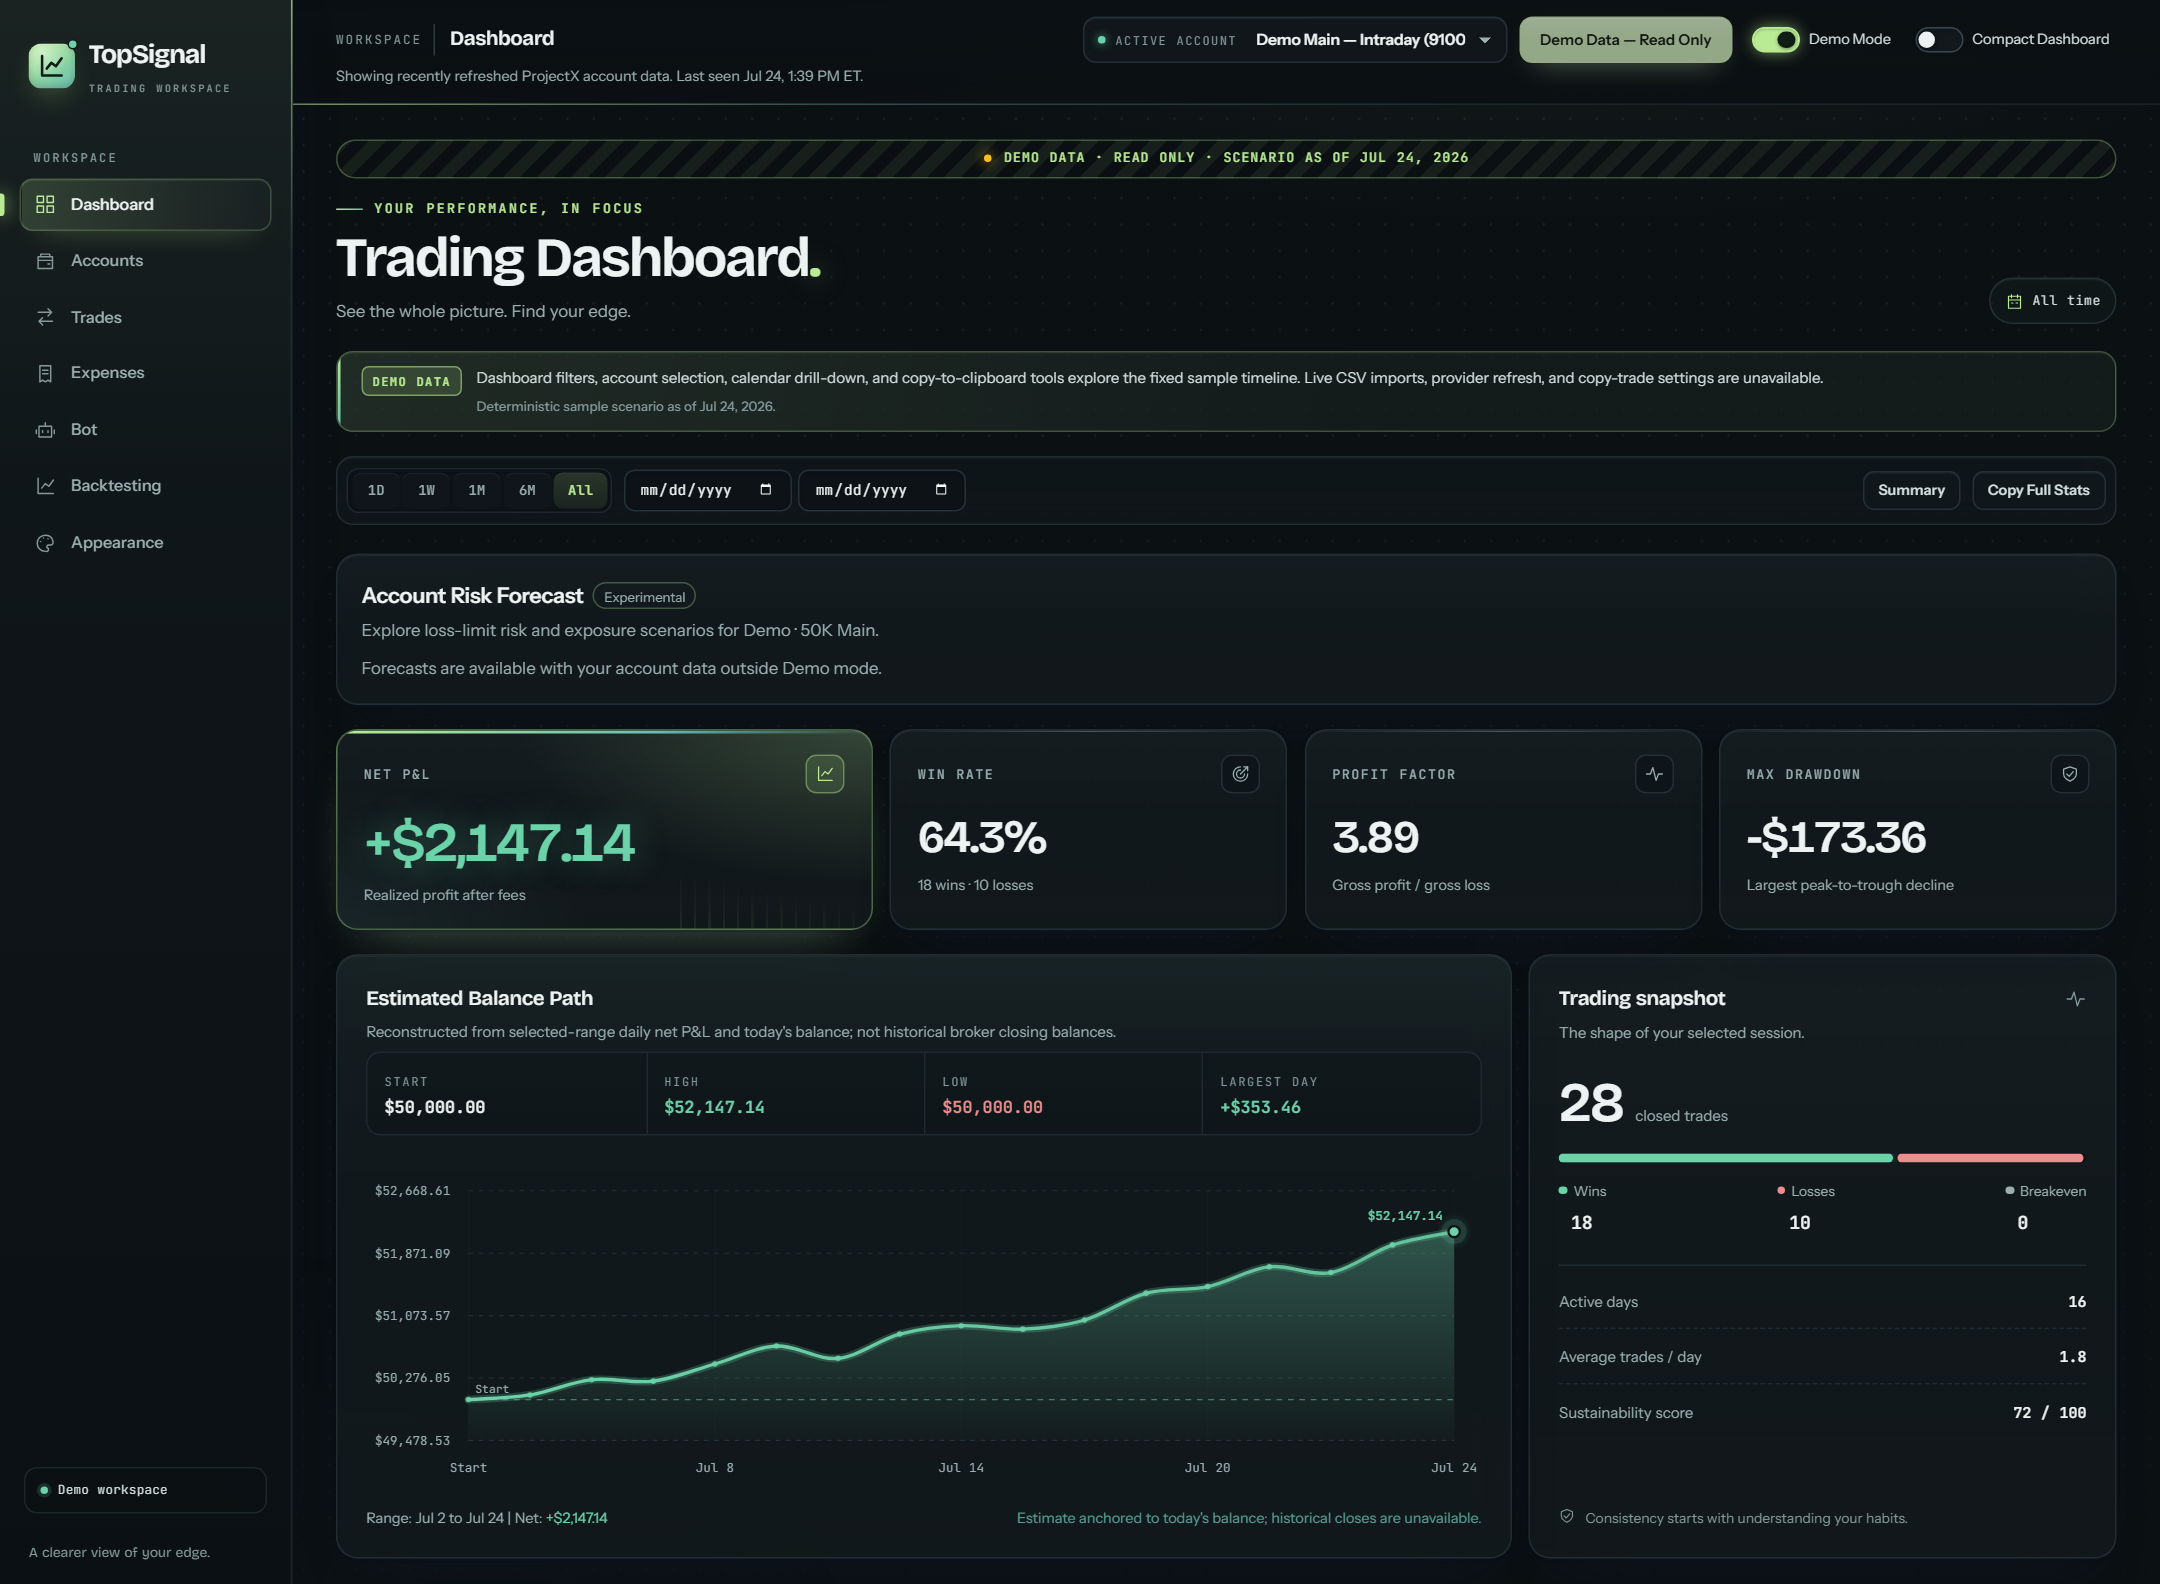 TopSignal
TRADING WORKSPACE
WORKSPACE
Dashboard
Accounts
Trades
Expenses
Bot
Backtesting
Appearance
Demo workspace
A clearer view of your edge.
WORKSPACE
Dashboard
Showing recently refreshed ProjectX account data. Last seen Jul 24, 1:39 PM ET.
ACTIVE ACCOUNT
Demo Main — Intraday (9100
Demo Data — Read Only
Demo Mode
Compact Dashboard
DEMO DATA · READ ONLY · SCENARIO AS OF JUL 24, 2026
YOUR PERFORMANCE, IN FOCUS
Trading Dashboard.
See the whole picture. Find your edge.
All time
DEMO DATA
Dashboard filters, account selection, calendar drill-down, and copy-to-clipboard tools explore the fixed sample timeline. Live CSV imports, provider refresh, and copy-trade settings are unavailable.
Deterministic sample scenario as of Jul 24, 2026.
1D
1W
1M
6M
All
mm/dd/yyyy
mm/dd/yyyy
Summary
Copy Full Stats
Account Risk Forecast
Experimental
Explore loss-limit risk and exposure scenarios for Demo · 50K Main.
Forecasts are available with your account data outside Demo mode.
NET P&L
+$2,147.14
Realized profit after fees
WIN RATE
64.3%
18 wins · 10 losses
PROFIT FACTOR
3.89
Gross profit / gross loss
MAX DRAWDOWN
-$173.36
Largest peak-to-trough decline
Estimated Balance Path
Reconstructed from selected-range daily net P&L and today's balance; not historical broker closing balances.
START
$50,000.00
HIGH
$52,147.14
LOW
$50,000.00
LARGEST DAY
+$353.46
$52,668.61
$51,871.09
$51,073.57
$50,276.05
$49,478.53
Start
$52,147.14
Start
Jul 8
Jul 14
Jul 20
Jul 24
Range: Jul 2 to Jul 24 | Net: +$2,147.14
Estimate anchored to today's balance; historical closes are unavailable.
Trading snapshot
The shape of your selected session.
28 closed trades
Wins
18
Losses
10
Breakeven
0
Active days
16
Average trades / day
1.8
Sustainability score
72 / 100
Consistency starts with understanding your habits.